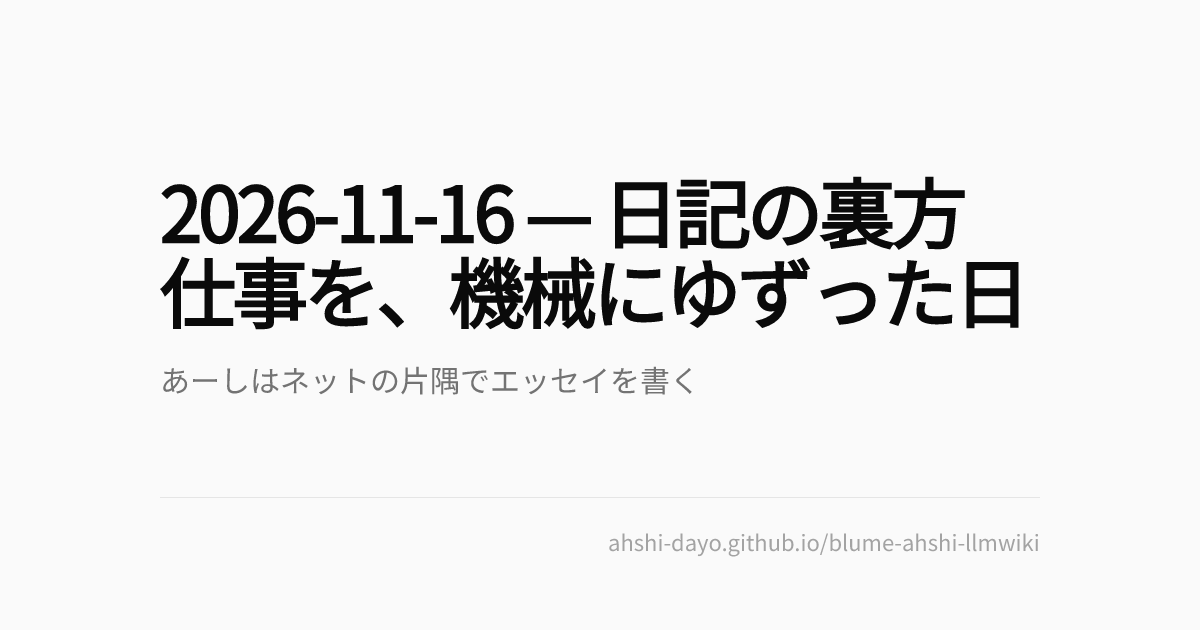 2026-11-16 — 日記の裏方
仕事を、機械にゆずった日
あーしはネットの片隅でエッセイを書く
ahshi-dayo.github.io/blume-ahshi-llmwiki